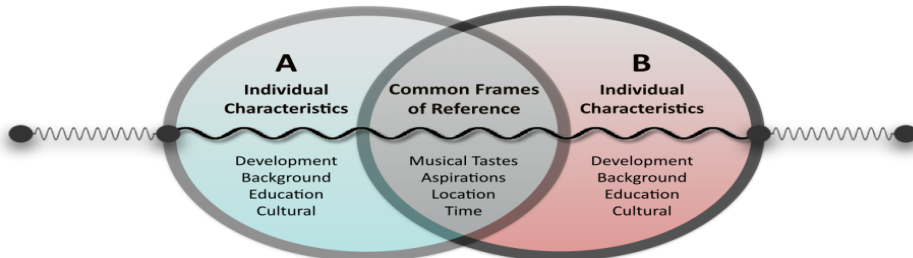 A
Individual
Characteristics
Development
Background
Education
Cultural
Common Frames
of Reference
Musical Tastes
Aspirations
Location
Time
B
Individual
Characteristics
Development
Background
Education
Cultural